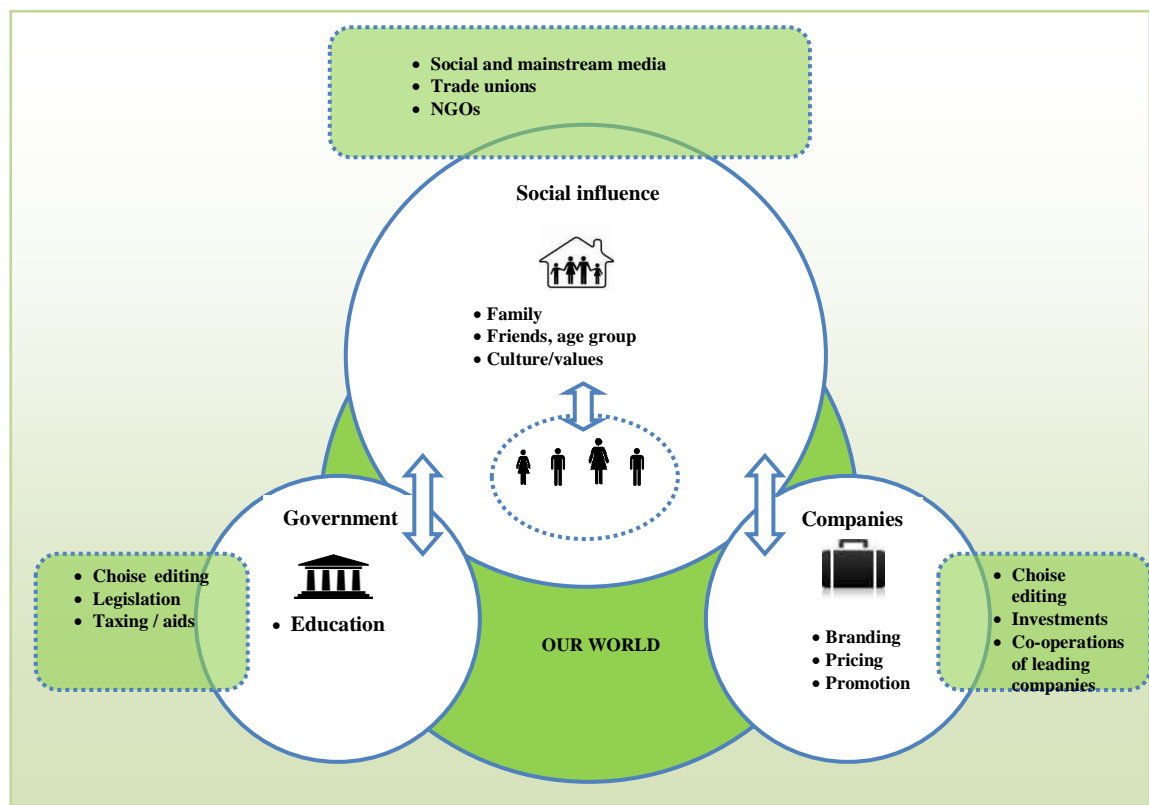 • Social and mainstream media
• Trade unions
• NGOs
Social influence
• Family
• Friends, age group
• Culture/values
Government
• Education
• Choise editing
• Legislation
• Taxing / aids
OUR WORLD
Companies
• Branding
• Pricing
• Promotion
• Choise
editing
• Investments
• Co-operations
of leading
companies